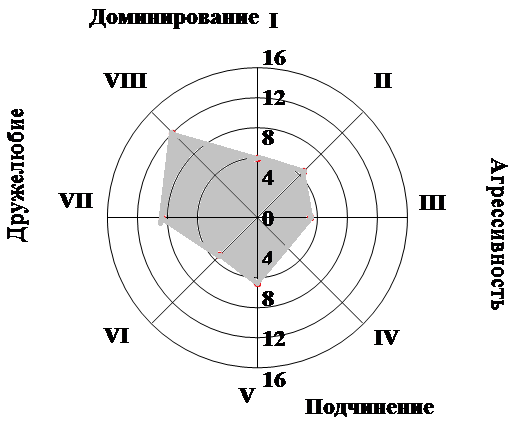 Доминирование I
16
VIII
II
12
Дружелюбие
8
4
VII
0
III
Агрессивность
4
8
VI
12
IV
16
V
Подчинение